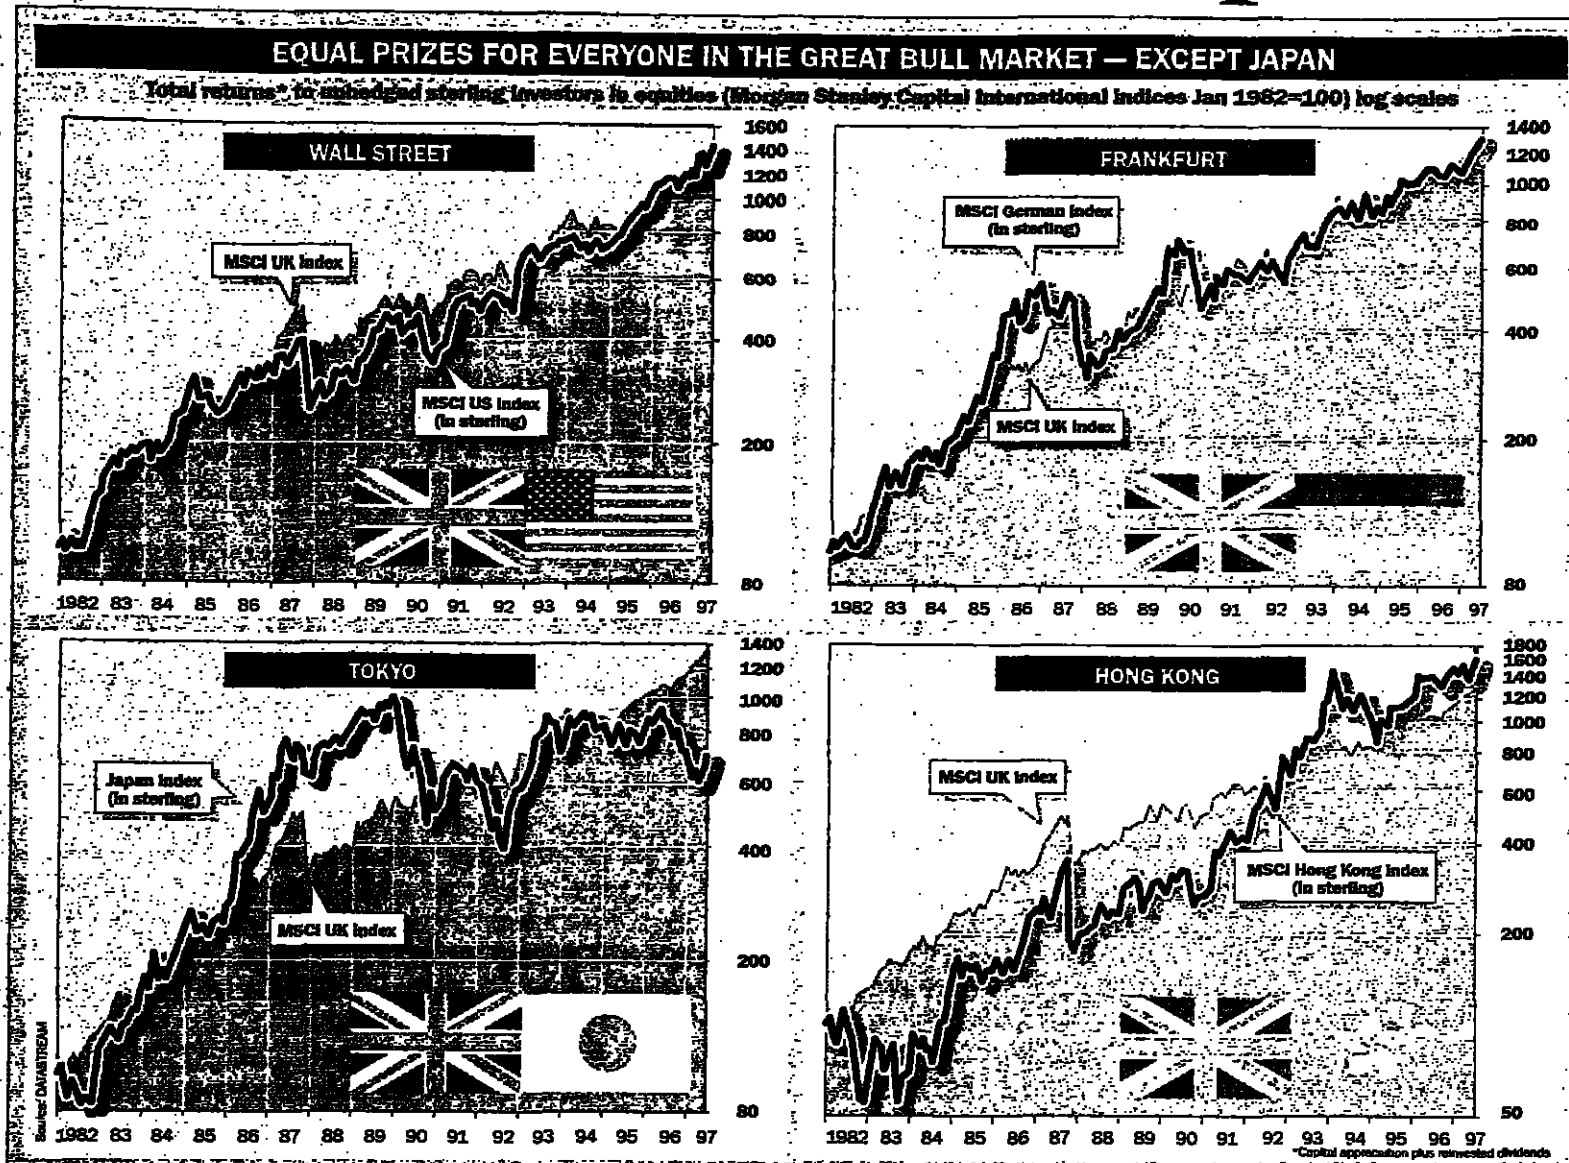 EQUAL PRIZES FOR EVERYONE IN THE GREAT BULL MARKET — EXCEPT JAPAN
Total returns* to unhedged sterling investors in equities (Morgan Stanley Capital International Indices Jan 1982=100) log scales
WALL STREET
1600
1400
1200
1000
800
600
400
200
80
MSCI UK Index
MSCI US Index
(in sterling)
1982 83 84 85 86 87 88 89 90 91 92 93 94 95 96 97
FRANKFURT
1400
1200
1000
800
600
400
200
80
MSCI German Index
(in sterling)
MSCI UK Index
1982 83 84 85 86 87 88 89 90 91 92 93 94 95 96 97
TOKYO
1400
1200
1000
800
600
400
200
80
Japan Index
(in sterling)
MSCI UK Index
1982 83 84 85 86 87 88 89 90 91 92 93 94 95 96 97
Source: DATASTREAM
HONG KONG
1800
1600
1400
1200
1000
800
600
400
200
50
MSCI UK Index
MSCI Hong Kong Index
(in sterling)
1982 83 84 85 86 87 88 89 90 91 92 93 94 95 96 97
*Capital appreciation plus reinvested dividends